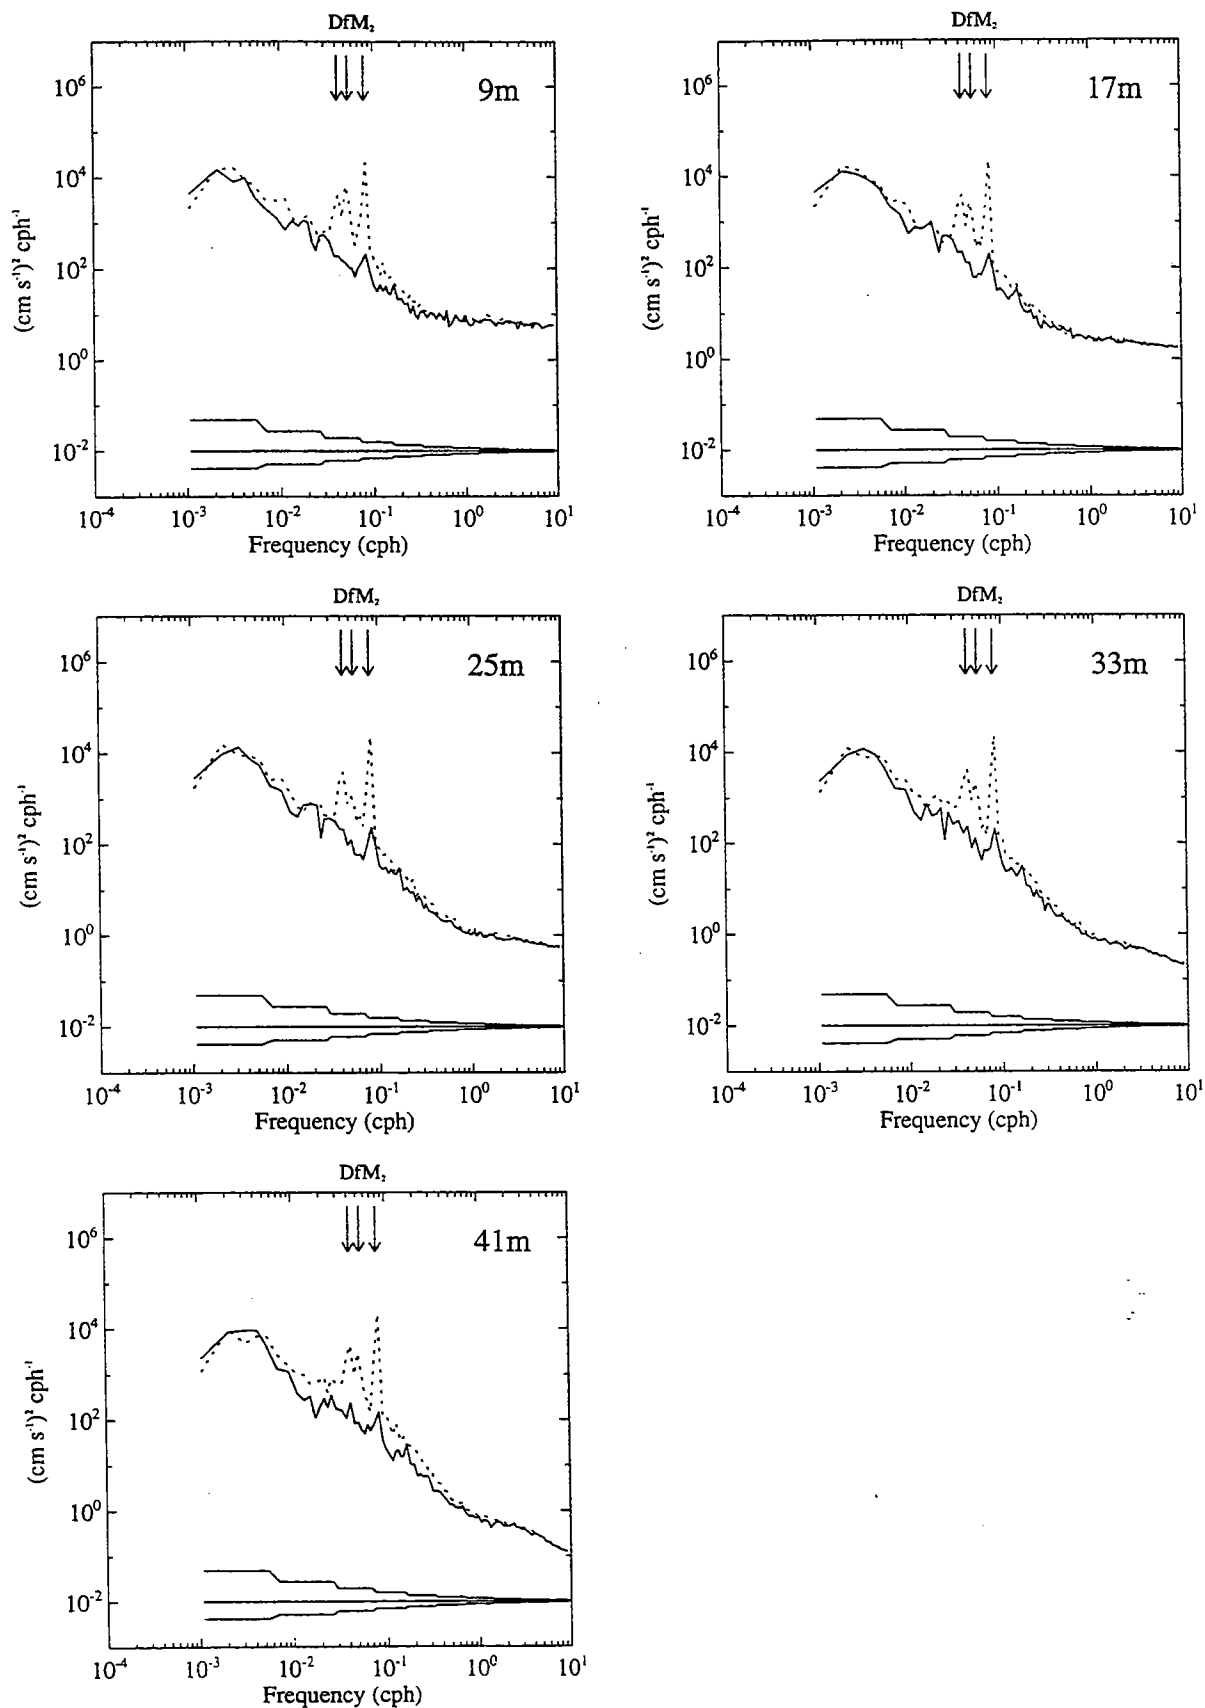 DfM₂
9m
(cm s⁻¹)² cph⁻¹
10⁶
10⁴
10²
10⁰
10⁻²
10⁻⁴ 10⁻³ 10⁻² 10⁻¹ 10⁰ 10¹
Frequency (cph)
DfM₂
17m
(cm s⁻¹)² cph⁻¹
10⁶
10⁴
10²
10⁰
10⁻²
10⁻⁴ 10⁻³ 10⁻² 10⁻¹ 10⁰ 10¹
Frequency (cph)
DfM₂
25m
(cm s⁻¹)² cph⁻¹
10⁶
10⁴
10²
10⁰
10⁻²
10⁻⁴ 10⁻³ 10⁻² 10⁻¹ 10⁰ 10¹
Frequency (cph)
DfM₂
33m
(cm s⁻¹)² cph⁻¹
10⁶
10⁴
10²
10⁰
10⁻²
10⁻⁴ 10⁻³ 10⁻² 10⁻¹ 10⁰ 10¹
Frequency (cph)
DfM₂
41m
(cm s⁻¹)² cph⁻¹
10⁶
10⁴
10²
10⁰
10⁻²
10⁻⁴ 10⁻³ 10⁻² 10⁻¹ 10⁰ 10¹
Frequency (cph)